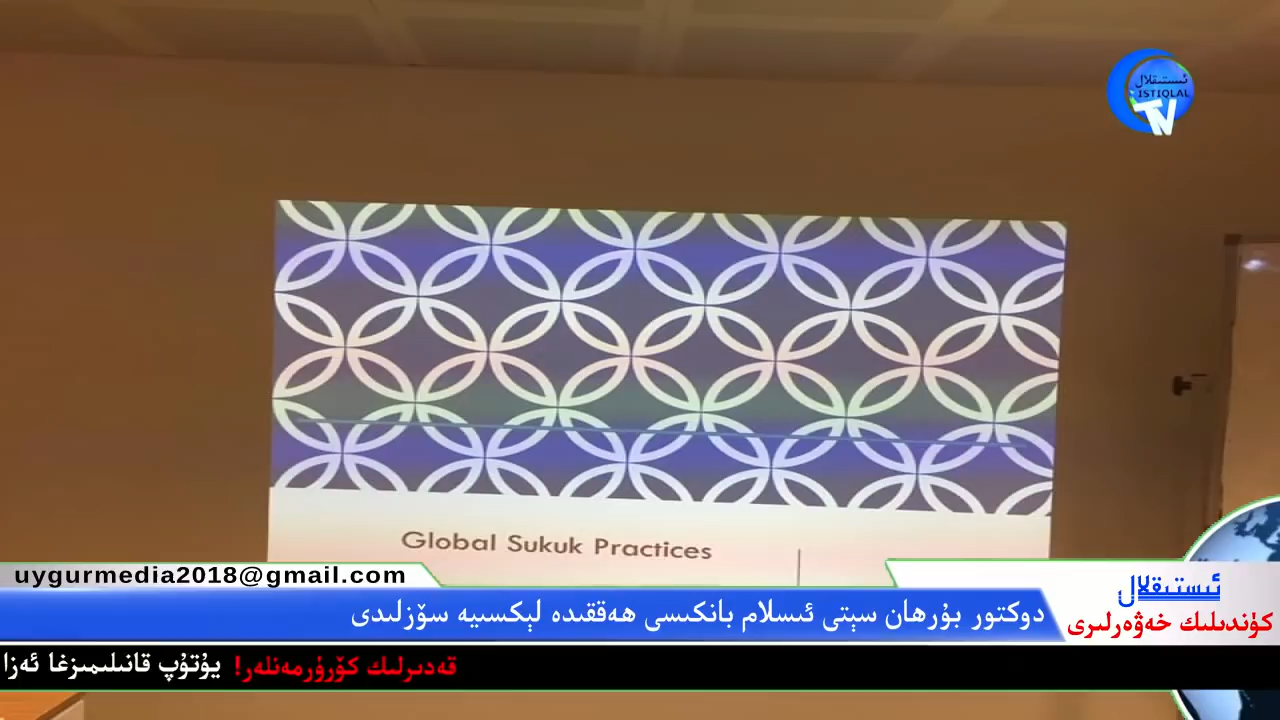 ئىستىقلال
ISTIQLAL
TV
Global Sukuk Practices
uygurmedia2018@gmail.com
ئىستىقلال
كۈندىلىك خەۋەرلىرى
دوكتور بۇرھان سېتى ئىسلام بانكىسى ھەققىدە لېكسىيە سۆزلىدى
قەدىرلىك كۆرۈرمەنلەر! يۇتۇپ قانىلىمىزغا ئەزا